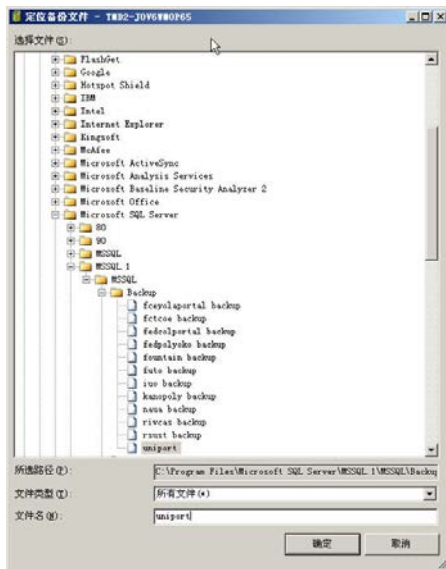 定位备份文件 - TMD2-JOV6WMOP65
选择文件(S):
FlashGet
Google
Hotspot Shield
IBM
Intel
Internet Explorer
Kingsoft
McAfee
Microsoft ActiveSync
Microsoft Analysis Services
Microsoft Baseline Security Analyzer 2
Microsoft Office
Microsoft SQL Server
80
90
MSSQL
MSSQL.1
MSSQL
Backup
fceyolaportal backup
fctcoe backup
fedcolportal backup
fedpolyoko backup
fountain backup
futo backup
iuo backup
kanopoly backup
nasa backup
rivcas backup
rsust backup
uniport
所选路径(P):
C:\Program Files\Microsoft SQL Server\MSSQL.1\MSSQL\Backup
文件类型(T):
所有文件(*)
文件名(N):
uniport
确定
取消